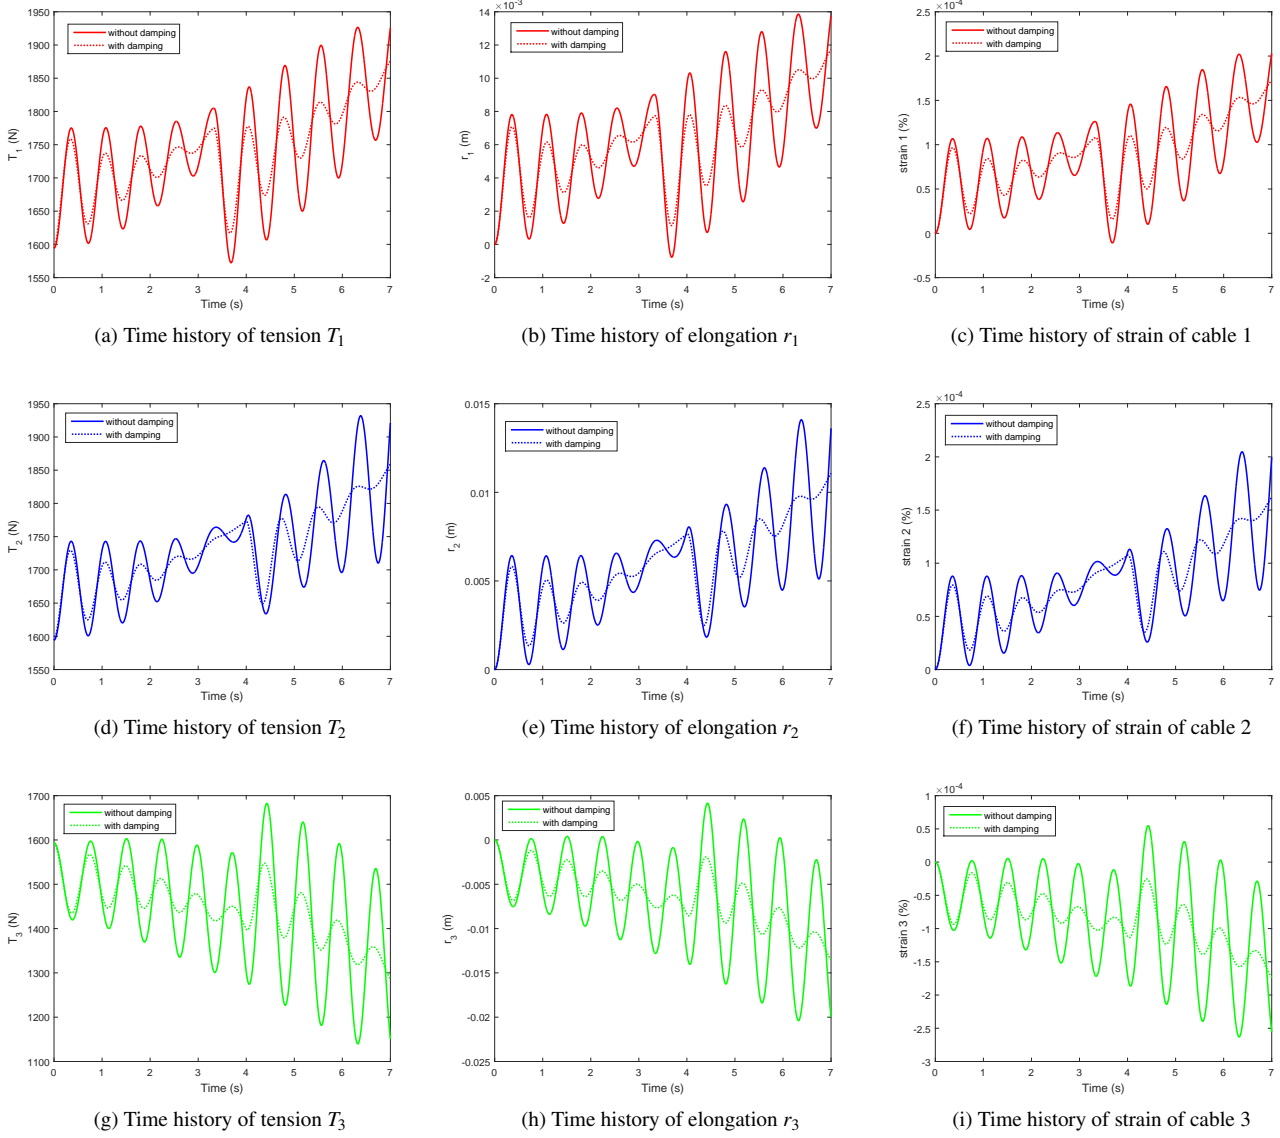 1950
1900
1850
1800
1750
1700
1650
1600
1550
T1 (N)
without damping
with damping
0 1 2 3 4 5 6 7
Time (s)
(a) Time history of tension T1
×10-3
14
12
10
8
6
4
2
0
-2
r1 (m)
without damping
with damping
0 1 2 3 4 5 6 7
Time (s)
(b) Time history of elongation r1
×10-4
2.5
2
1.5
1
0.5
0
-0.5
strain 1 (%)
without damping
with damping
0 1 2 3 4 5 6 7
Time (s)
(c) Time history of strain of cable 1
1950
1900
1850
1800
1750
1700
1650
1600
1550
T2 (N)
without damping
with damping
0 1 2 3 4 5 6 7
Time (s)
(d) Time history of tension T2
0.015
0.01
0.005
0
r2 (m)
without damping
with damping
0 1 2 3 4 5 6 7
Time (s)
(e) Time history of elongation r2
×10-4
2.5
2
1.5
1
0.5
0
strain 2 (%)
without damping
with damping
0 1 2 3 4 5 6 7
Time (s)
(f) Time history of strain of cable 2
1700
1600
1500
1400
1300
1200
1100
T3 (N)
without damping
with damping
0 1 2 3 4 5 6 7
Time (s)
(g) Time history of tension T3
0.005
0
-0.005
-0.01
-0.015
-0.02
-0.025
r3 (m)
without damping
with damping
0 1 2 3 4 5 6 7
Time (s)
(h) Time history of elongation r3
×10-4
1
0.5
0
-0.5
-1
-1.5
-2
-2.5
-3
strain 3 (%)
without damping
with damping
0 1 2 3 4 5 6 7
Time (s)
(i) Time history of strain of cable 3